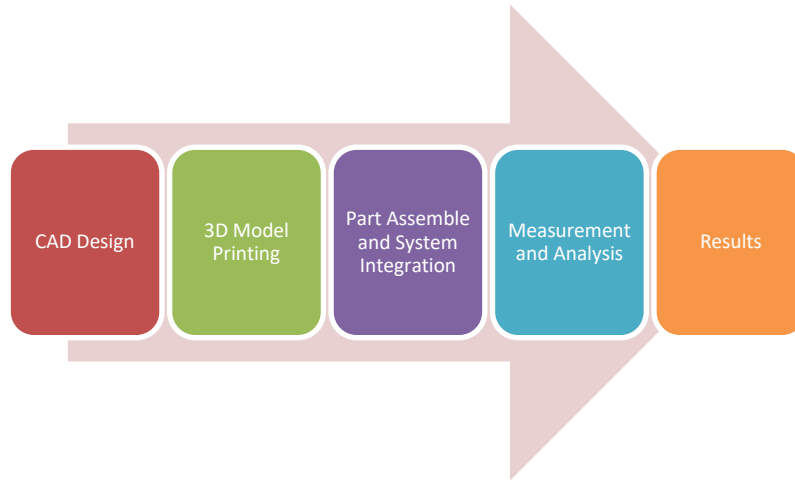 CAD Design
3D Model
Printing
Part Assemble
and System
Integration
Measurement
and Analysis
Results